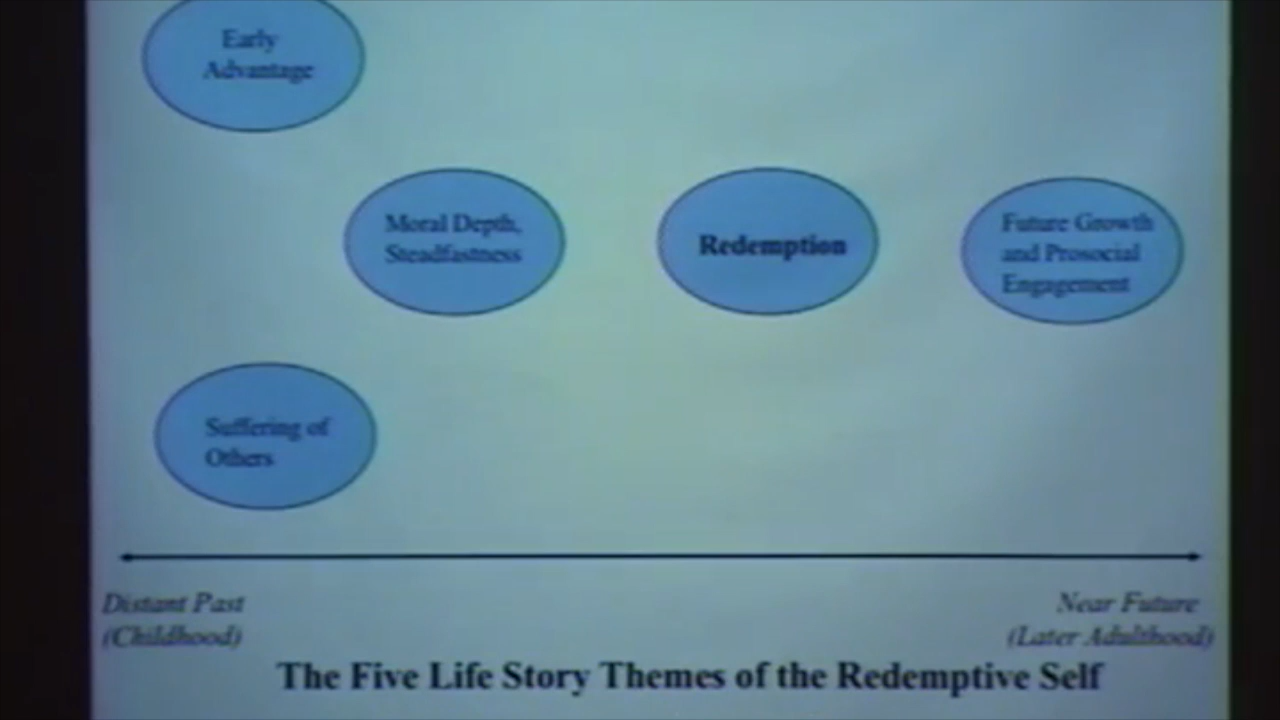 Early
Advantage
Moral Depth,
Steadfastness
Redemption
Future Growth
and Prosocial
Engagement
Suffering of
Others
Distant Past
(Childhood)
Near Future
(Later Adulthood)
The Five Life Story Themes of the Redemptive Self